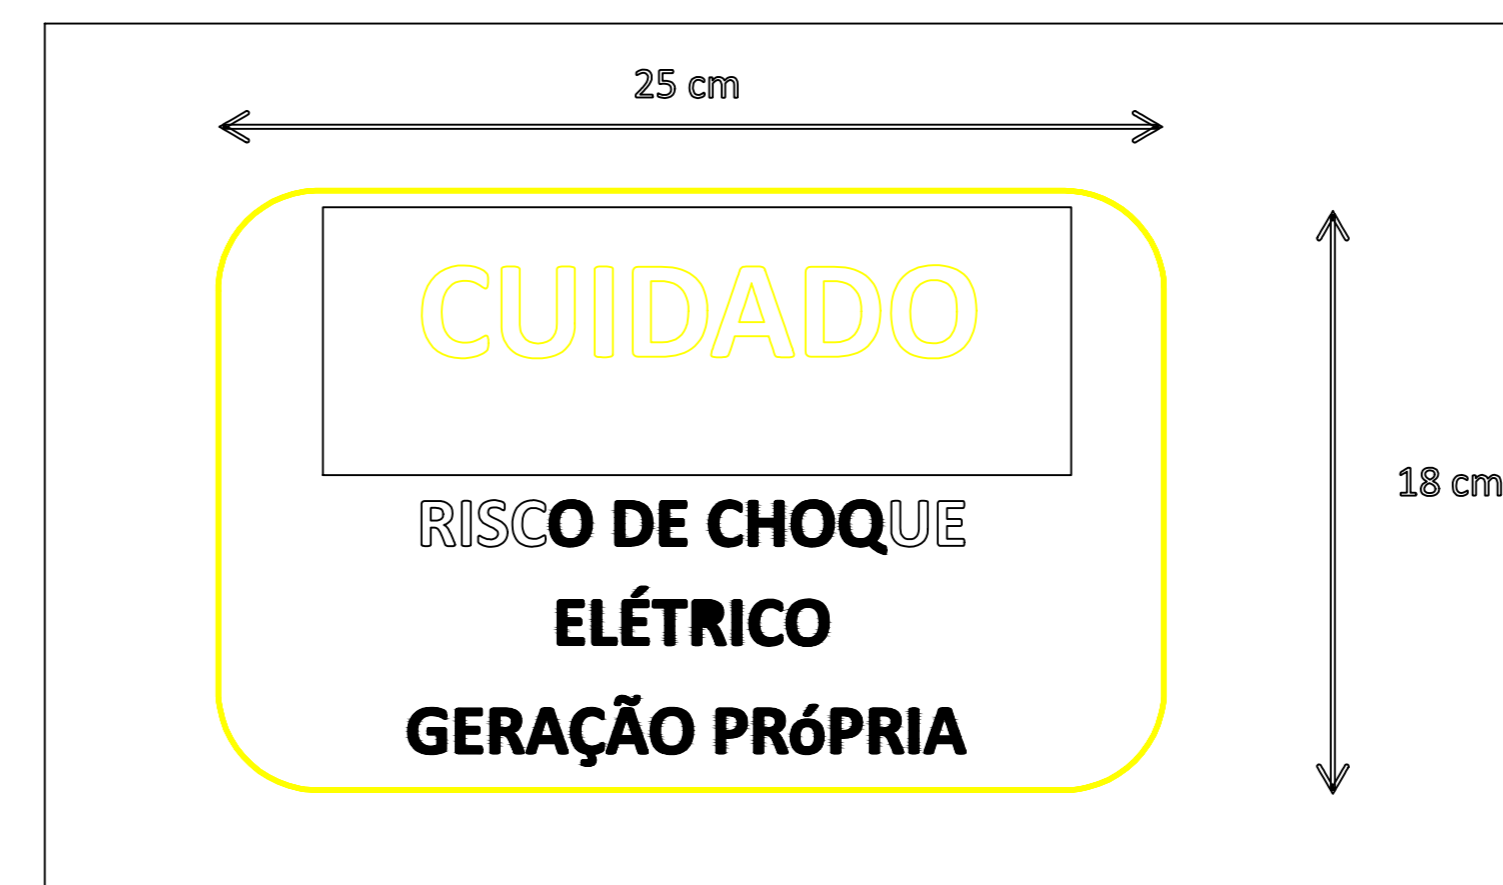 25 cm
CUIDADO
18 cm
RISCO DE CHOQUE
ELÉTRICO
GERAÇÃO PRóPRIA